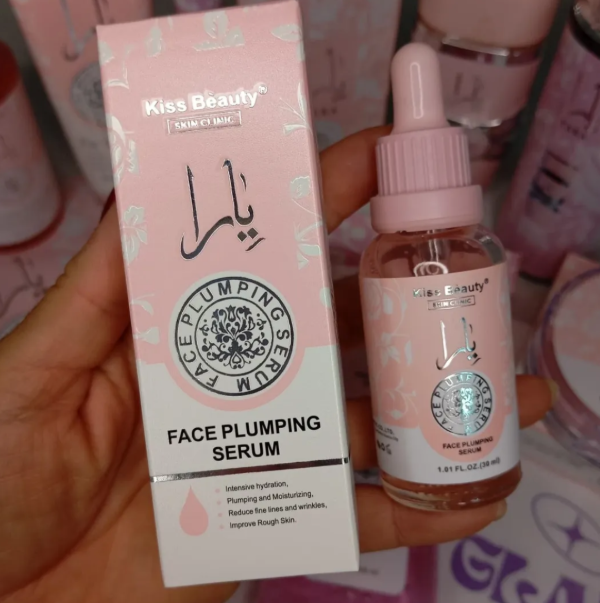 Kiss Beauty®
SKIN CLINIC
يارا
FACE PLUMPING SERUM
FACE PLUMPING
SERUM
Intensive hydration,
Plumping and Moisturizing,
Reduce fine lines and wrinkles,
Improve Rough Skin.
Kiss Beauty®
SKIN CLINIC
يارا
FACE PLUMPING SERUM
FACE PLUMPING
SERUM
1.01 FL.OZ.(30 ml)